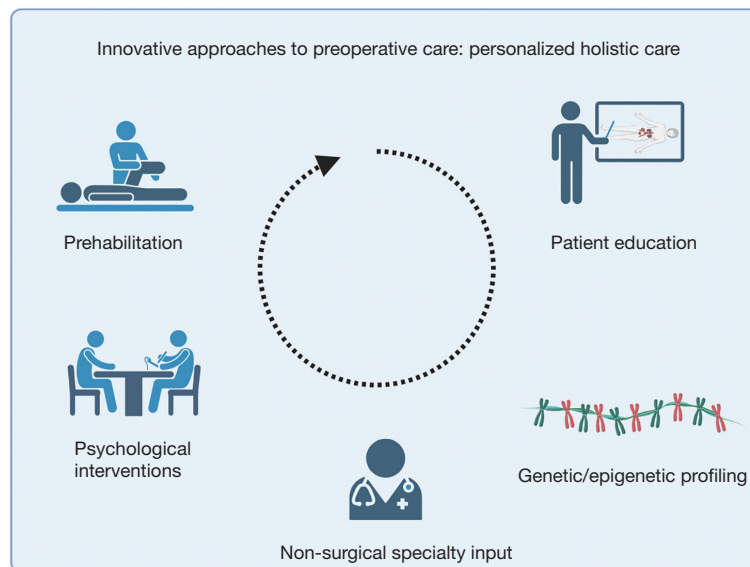 Innovative approaches to preoperative care: personalized holistic care
Prehabilitation
Patient education
Psychological
interventions
Genetic/epigenetic profiling
Non-surgical specialty input